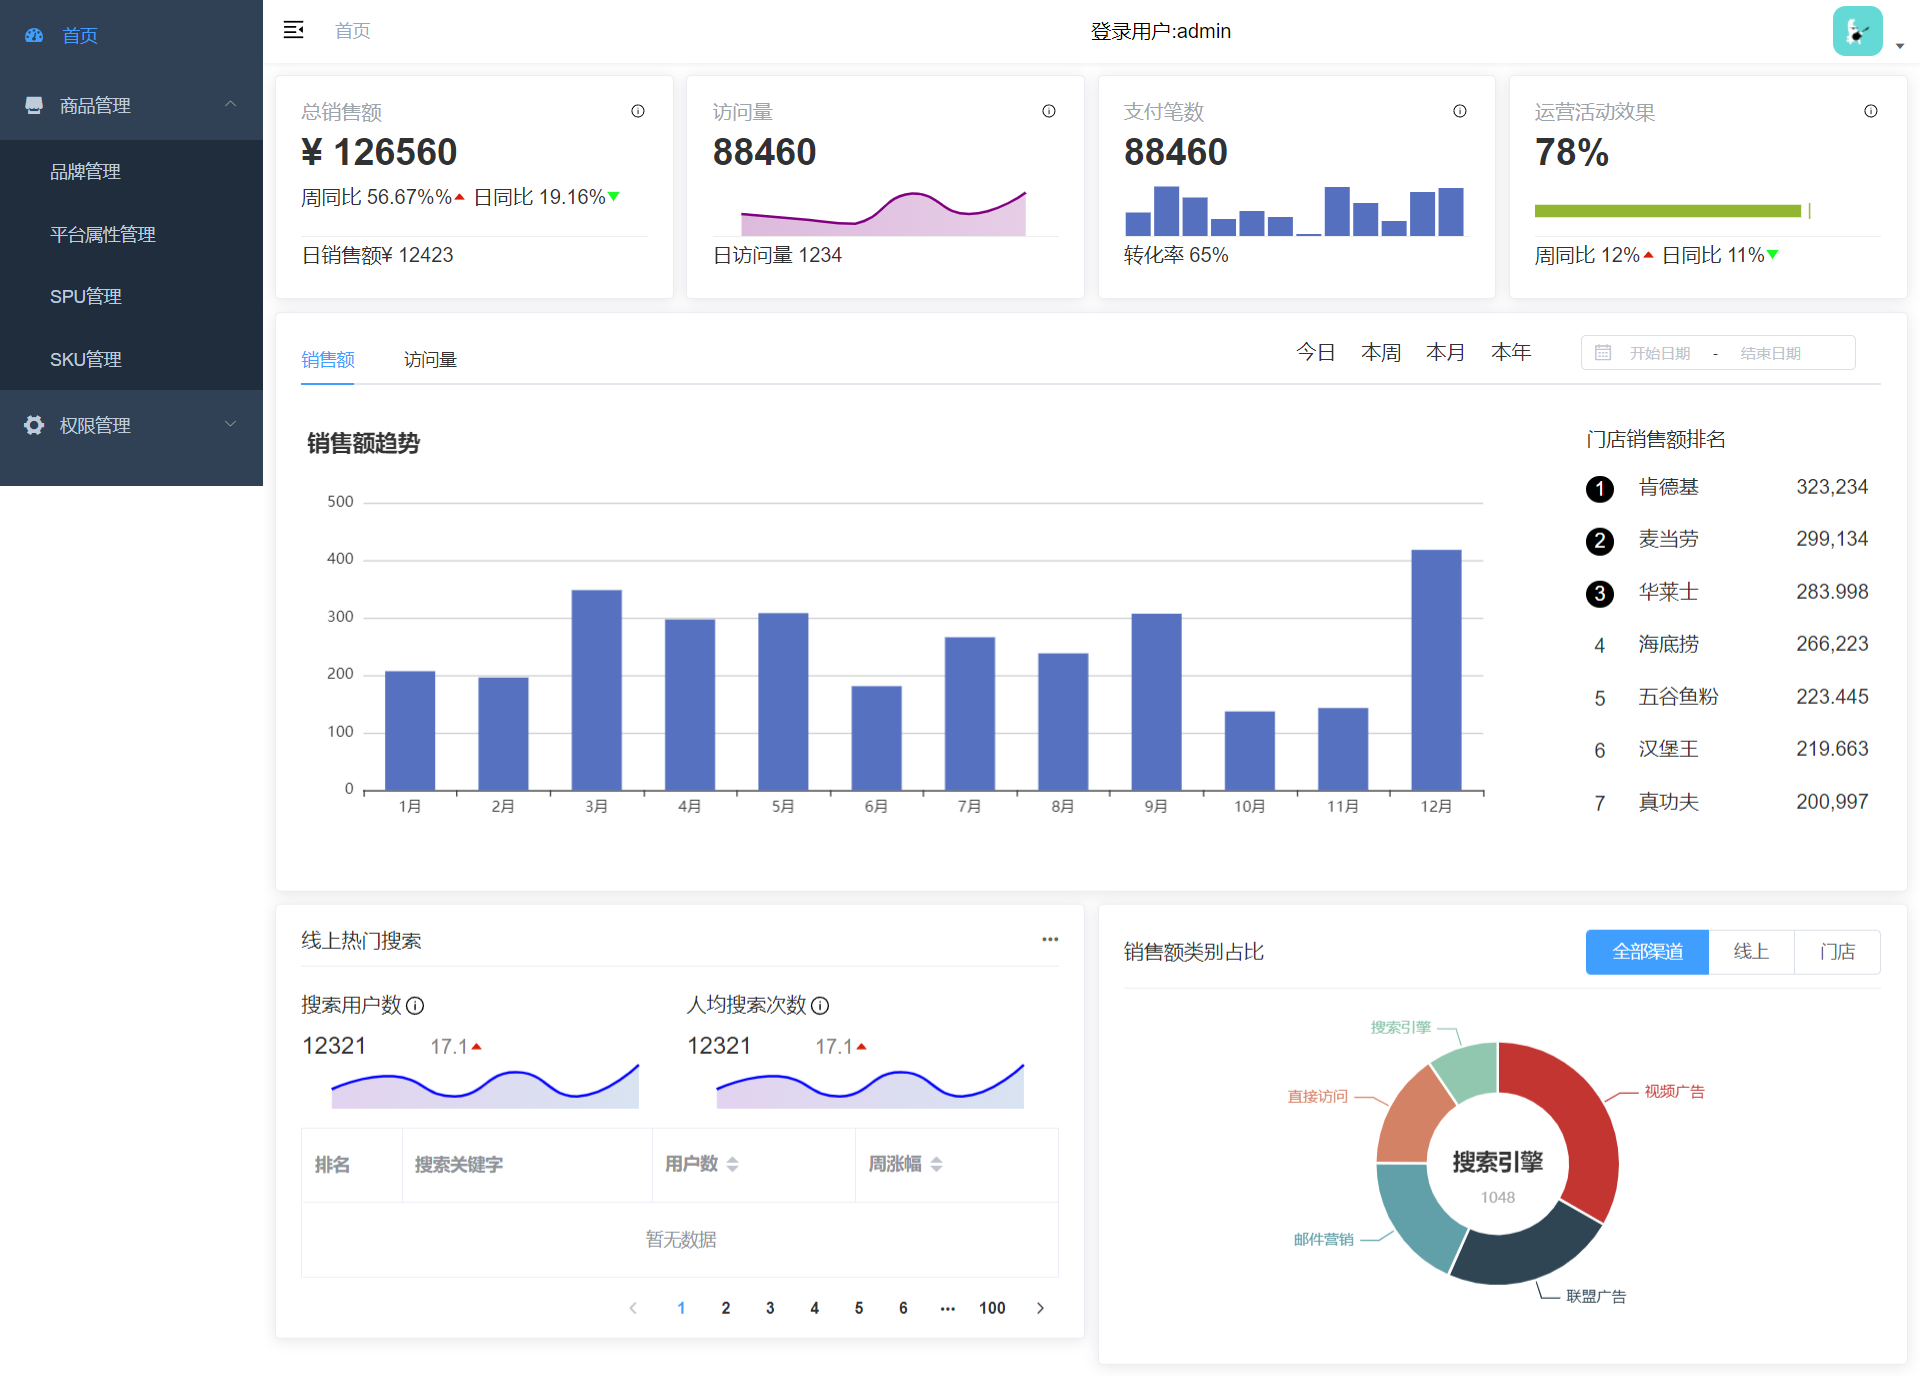 首页
商品管理
品牌管理
平台属性管理
SPU管理
SKU管理
权限管理
首页
登录用户:admin
总销售额
¥ 126560
周同比 56.67%% 日同比 19.16%
日销售额¥ 12423
访问量
88460
日访问量 1234
支付笔数
88460
转化率 65%
运营活动效果
78%
周同比 12% 日同比 11%
销售额 访问量
今日 本周 本月 本年
开始日期 - 结束日期
销售额趋势
500
400
300
200
100
0
1月 2月 3月 4月 5月 6月 7月 8月 9月 10月 11月 12月
门店销售额排名
1 肯德基 323,234
2 麦当劳 299,134
3 华莱士 283.998
4 海底捞 266,223
5 五谷鱼粉 223.445
6 汉堡王 219.663
7 真功夫 200,997
线上热门搜索
搜索用户数
12321 17.1
人均搜索次数
12321 17.1
排名 搜索关键字 用户数 周涨幅
暂无数据
1 2 3 4 5 6 ··· 100
销售额类别占比
全部渠道 线上 门店
搜索引擎
直接访问
视频广告
搜索引擎
1048
邮件营销
联盟广告